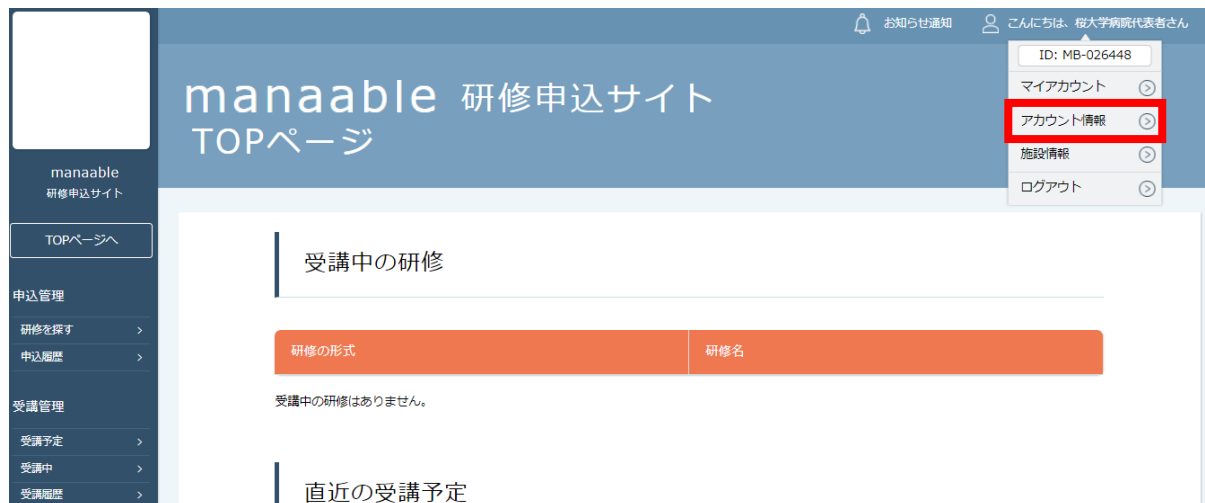 お知らせ通知
こんにちは、桜大学病院代表者さん
ID: MB-026448
マイアカウント
アカウント情報
施設情報
ログアウト
manaable 研修申込サイト
TOPページ
manaable
研修申込サイト
TOPページへ
申込管理
研修を探す
申込履歴
受講管理
受講予定
受講中
受講履歴
受講中の研修
研修の形式
研修名
受講中の研修はありません。
直近の受講予定